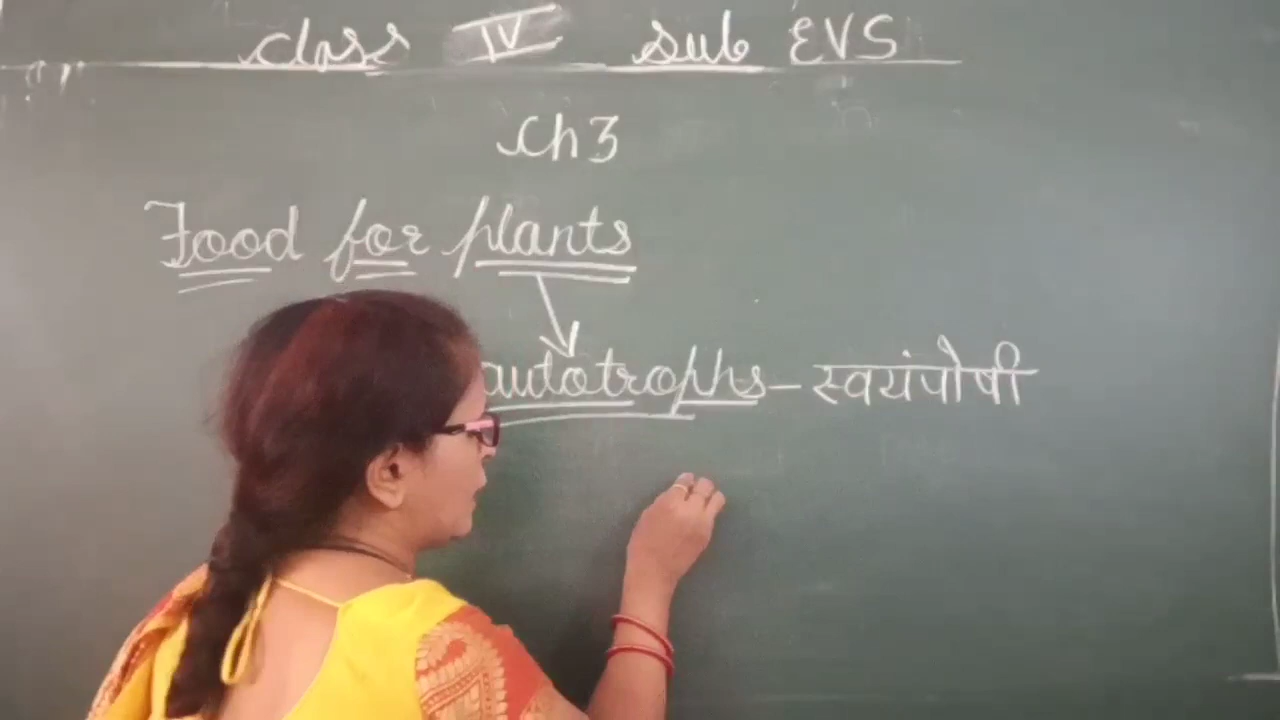 class IV sub EVS
Ch 3
Food for plants
autotrophs - स्वयंपोषी